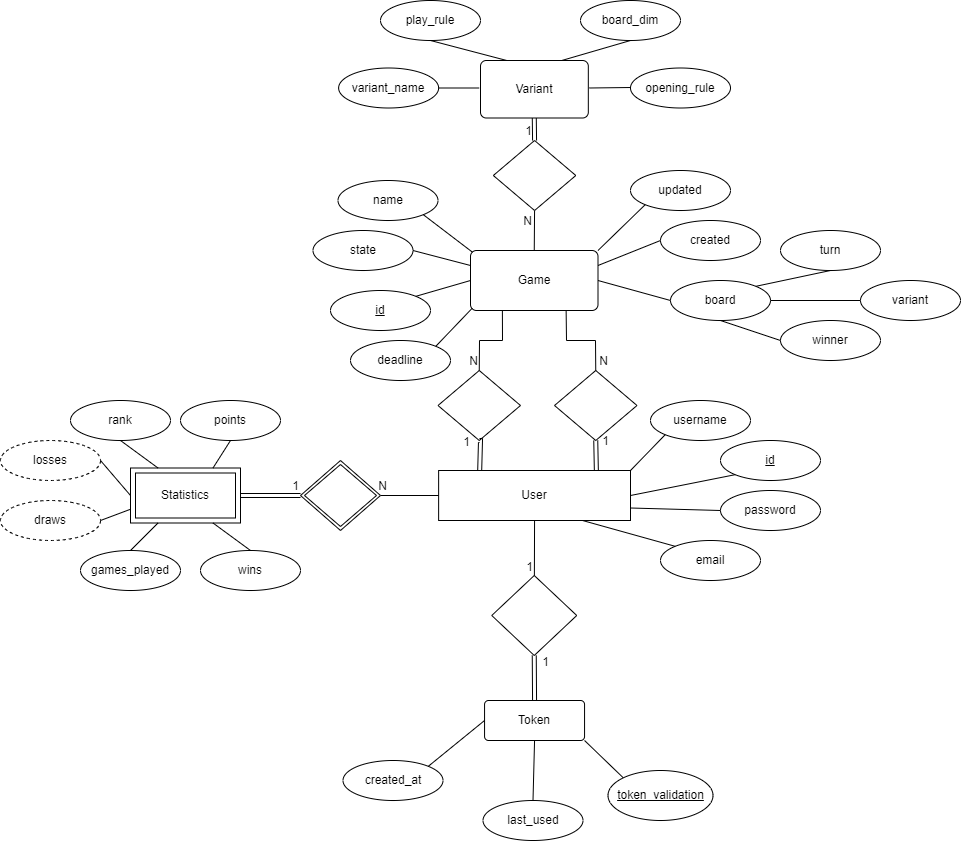 play_rule
board_dim
variant_name
Variant
opening_rule
1
N
name
updated
state
created
Game
turn
id
board
variant
deadline
winner
N
N
1
1
rank
points
username
losses
id
Statistics
1
N
User
draws
password
games_played
wins
email
1
1
Token
created_at
token_validation
last_used